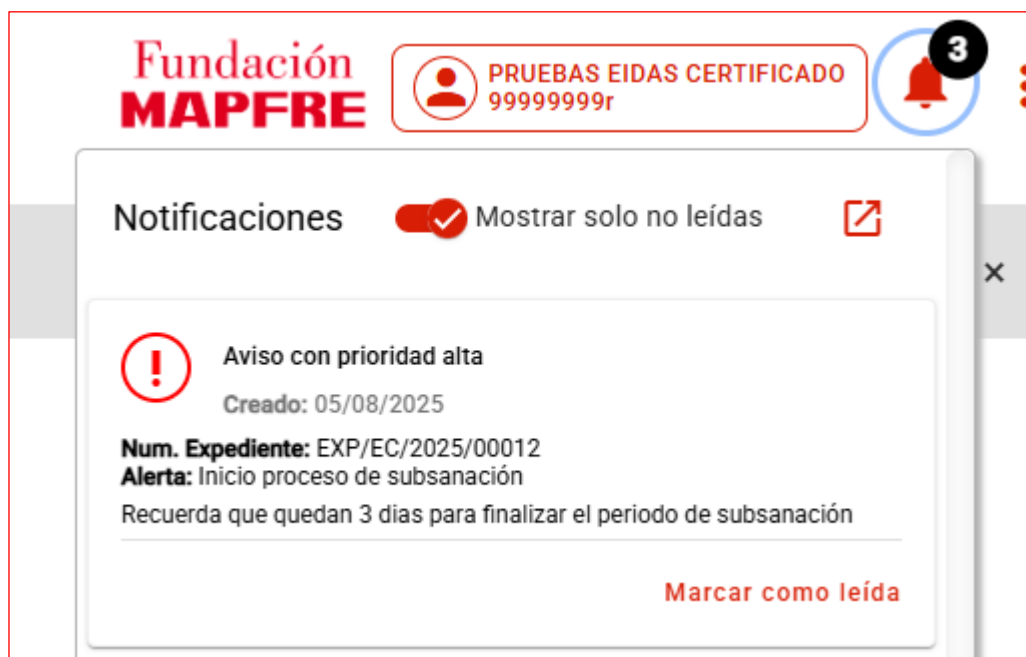 Fundación
MAPFRE
PRUEBAS EIDAS CERTIFICADO
99999999r
3
Notificaciones
Mostrar solo no leídas
Aviso con prioridad alta
Creado: 05/08/2025
Num. Expediente: EXP/EC/2025/00012
Alerta: Inicio proceso de subsanación
Recuerda que quedan 3 dias para finalizar el periodo de subsanación
Marcar como leída